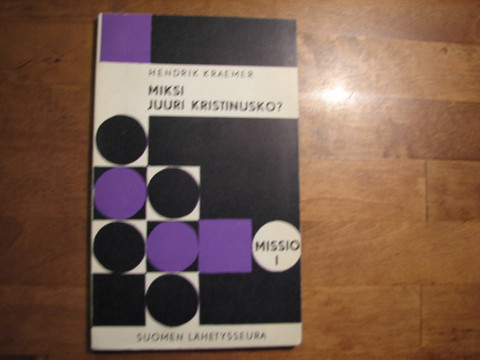 HENDRIK KRAEMER
MIKSI
JUURI KRISTINUSKO?
MISSIO
I
SUOMEN LÄHETYSSEURA